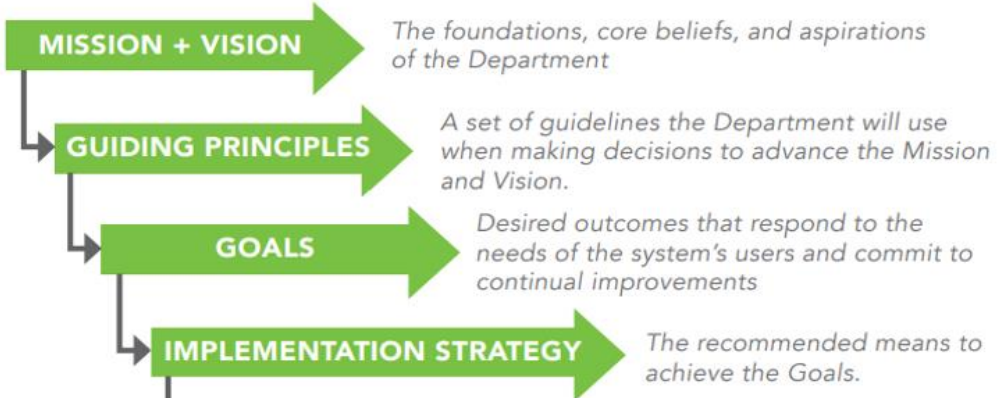 MISSION + VISION
The foundations, core beliefs, and aspirations
of the Department
GUIDING PRINCIPLES
A set of guidelines the Department will use
when making decisions to advance the Mission
and Vision.
GOALS
Desired outcomes that respond to the
needs of the system's users and commit to
continual improvements
IMPLEMENTATION STRATEGY
The recommended means to
achieve the Goals.